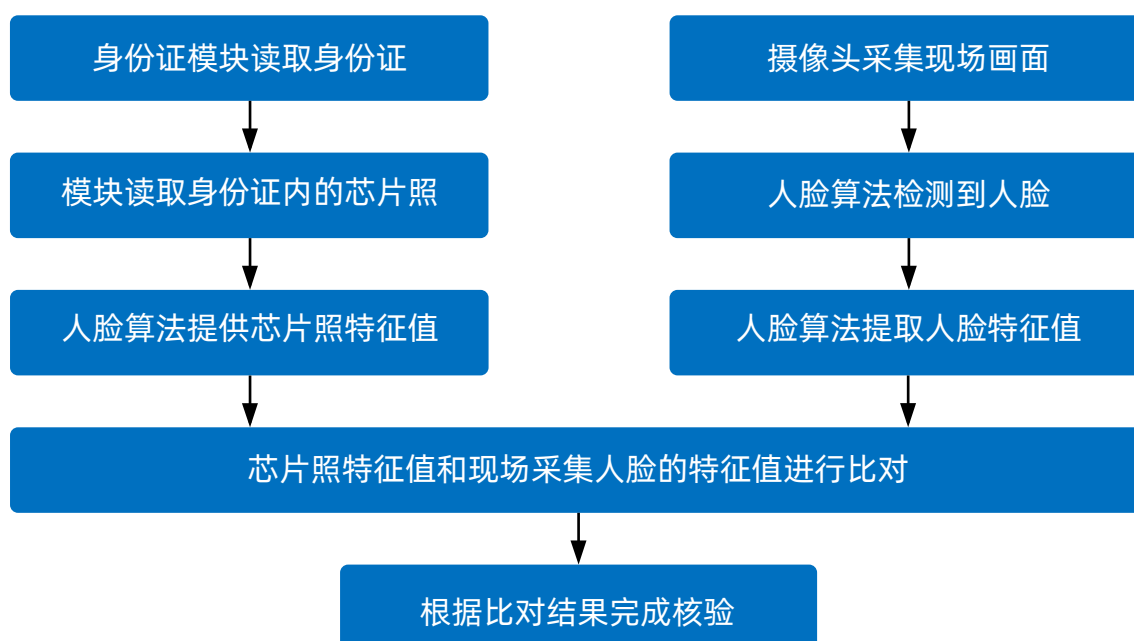 身份证模块读取身份证
摄像头采集现场画面
模块读取身份证内的芯片照
人脸算法检测到人脸
人脸算法提供芯片照特征值
人脸算法提取人脸特征值
芯片照特征值和现场采集人脸的特征值进行比对
根据比对结果完成核验